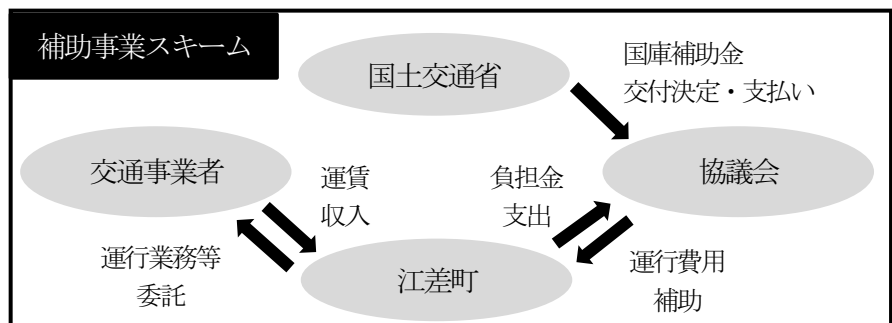 補助事業スキーム
国土交通省
国庫補助金
交付決定・支払い
交通事業者
運賃
収入
負担金
支出
協議会
運行業務等
委託
江差町
運行費用
補助